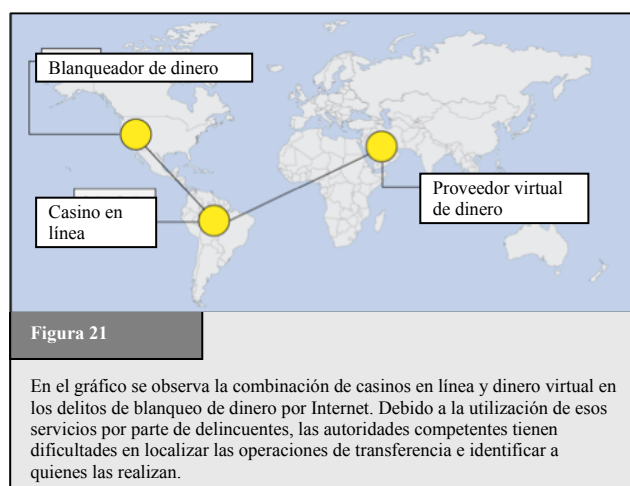 Blanqueador de dinero
Casino en
línea
Proveedor virtual
de dinero
Figura 21
En el gráfico se observa la combinación de casinos en línea y dinero virtual en
los delitos de blanqueo de dinero por Internet. Debido a la utilización de esos
servicios por parte de delincuentes, las autoridades competentes tienen
dificultades en localizar las operaciones de transferencia e identificar a
quienes las realizan.